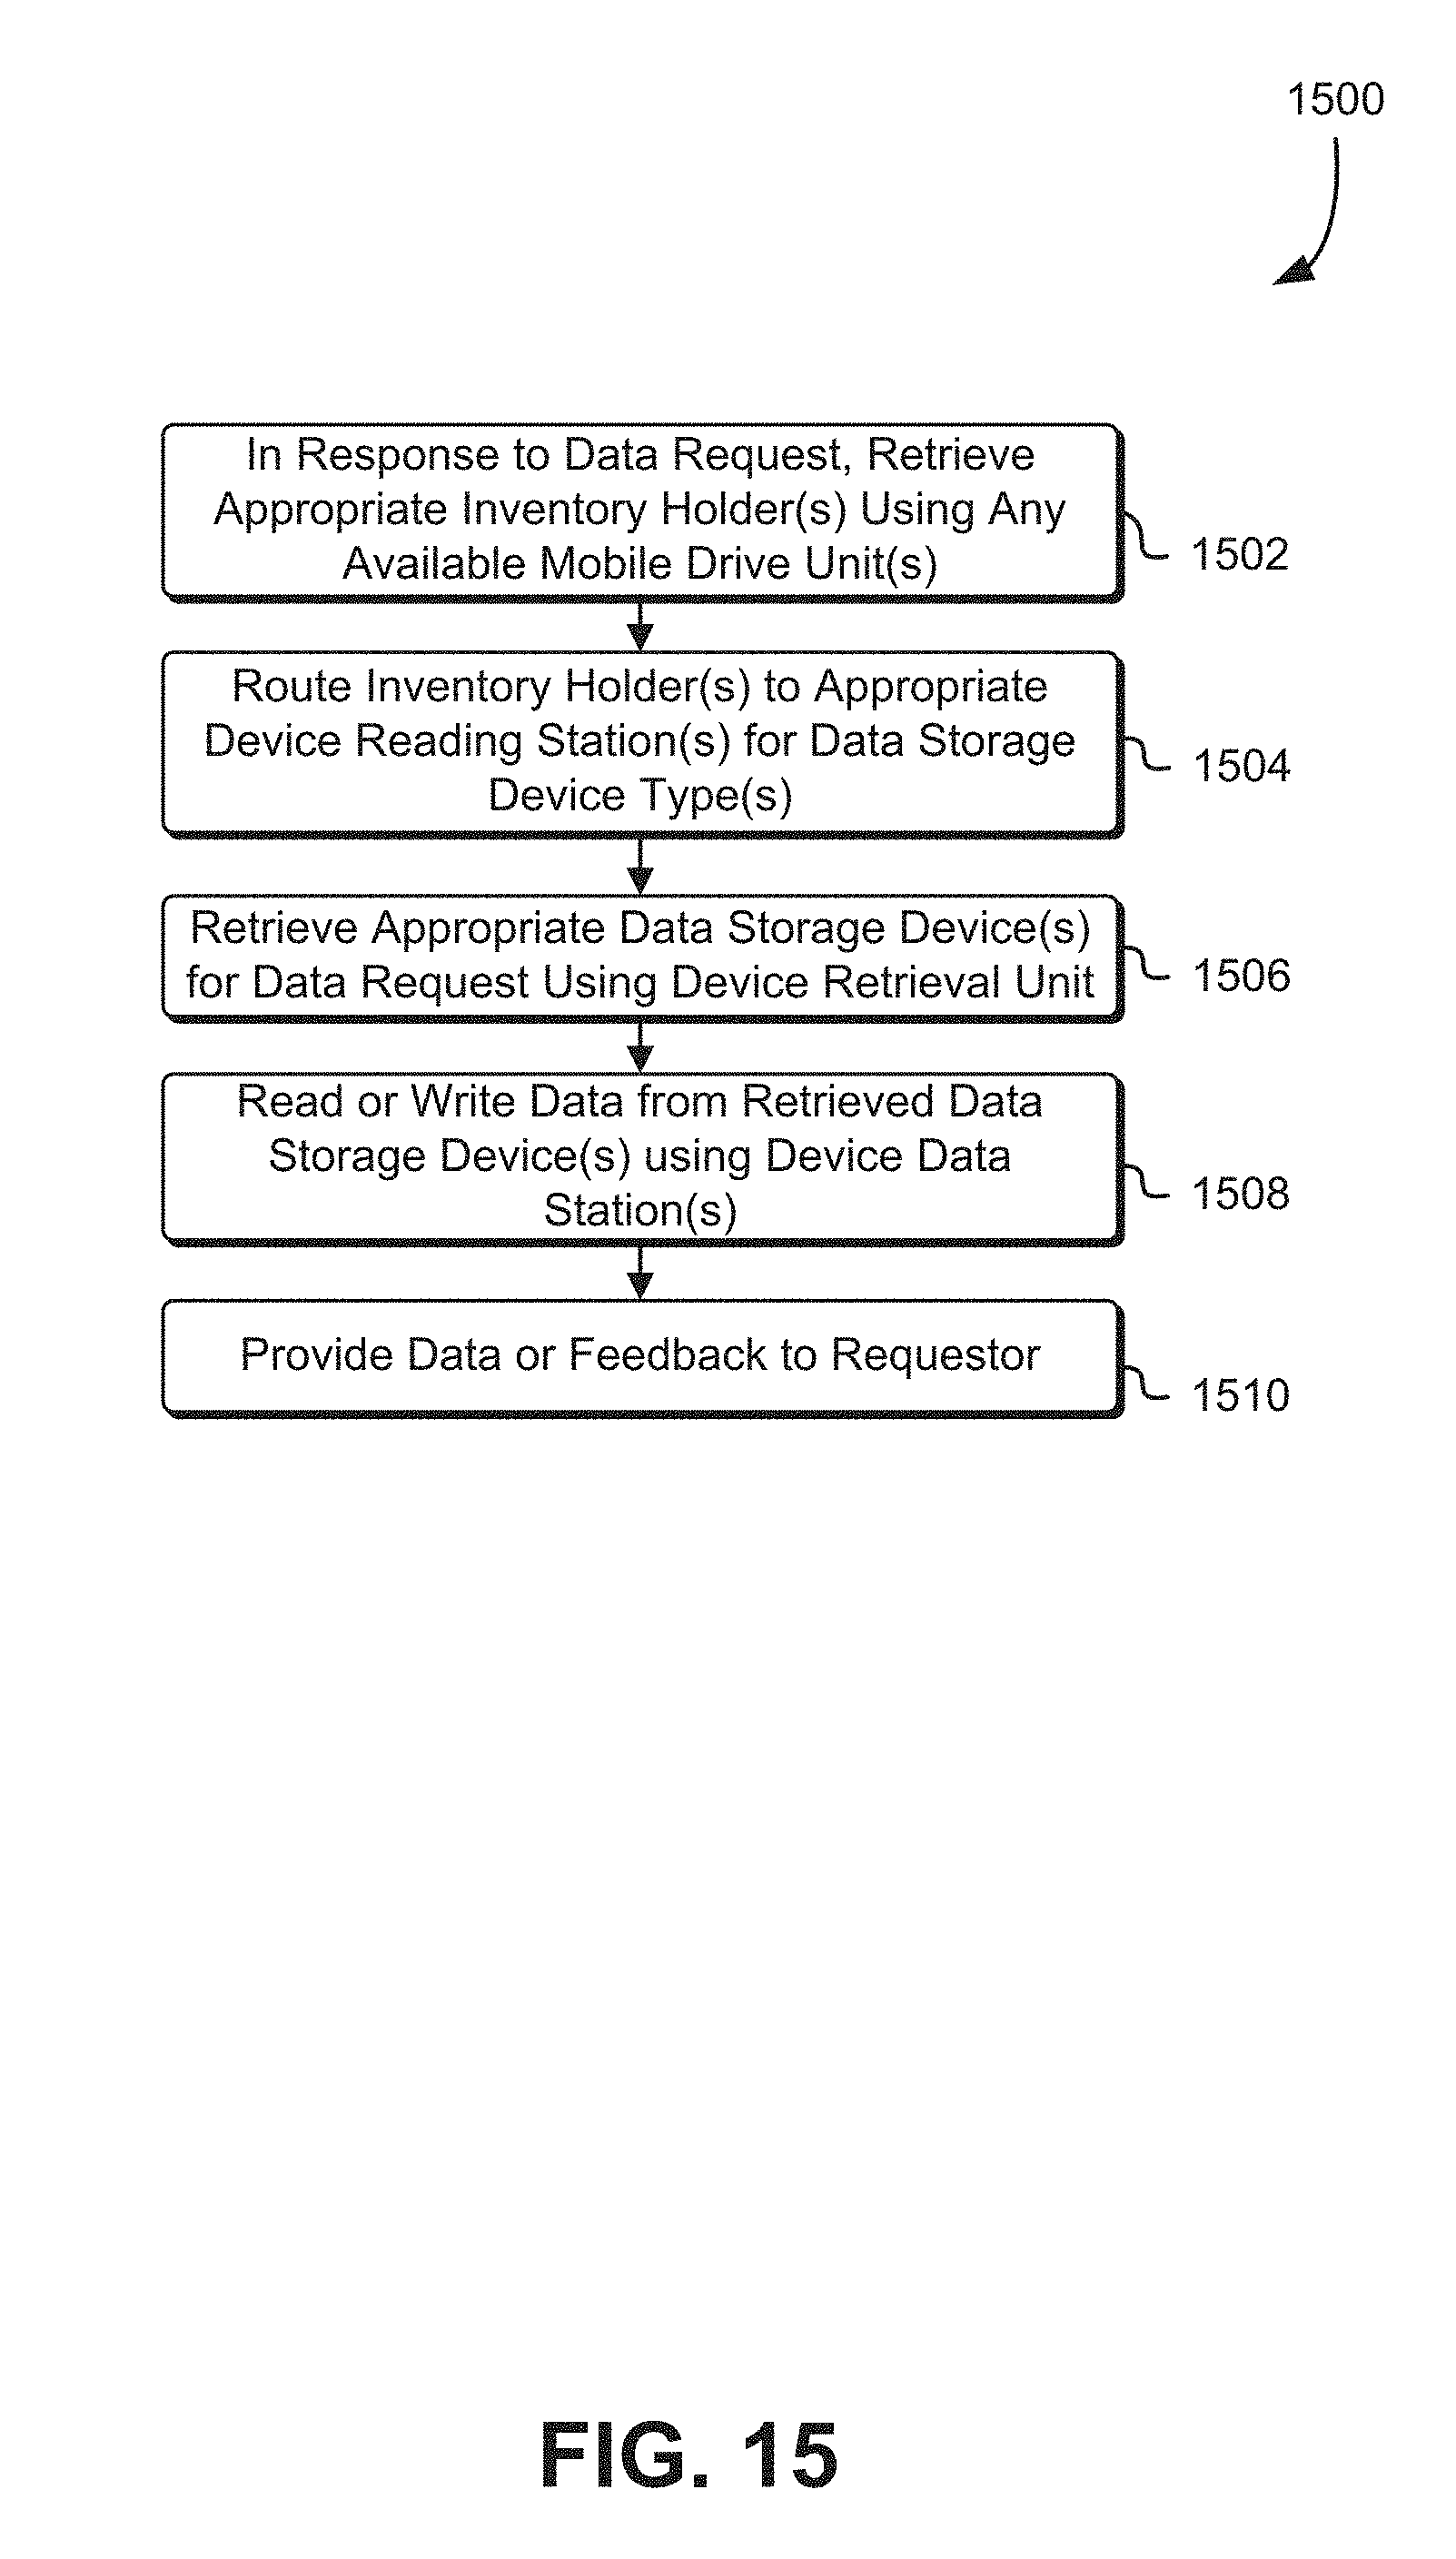 1500
In Response to Data Request, Retrieve
Appropriate Inventory Holder(s) Using Any
Available Mobile Drive Unit(s)
1502
Route Inventory Holder(s) to Appropriate
Device Reading Station(s) for Data Storage
Device Type(s)
1504
Retrieve Appropriate Data Storage Device(s)
for Data Request Using Device Retrieval Unit
1506
Read or Write Data from Retrieved Data
Storage Device(s) using Device Data
Station(s)
1508
Provide Data or Feedback to Requestor
1510
FIG. 15